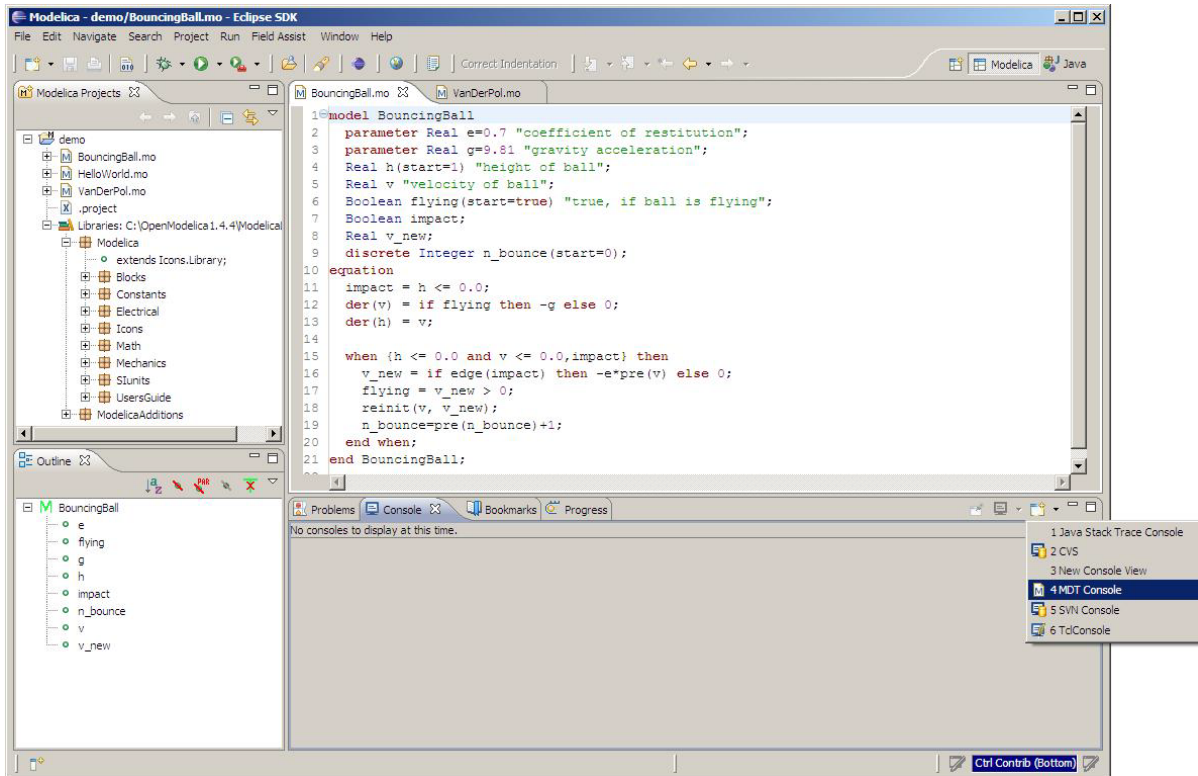 Modelica - demo/BouncingBall.mo - Eclipse SDK
File Edit Navigate Search Project Run Field Assist Window Help
Correct Indentation
Modelica Java
Modelica Projects
demo
BouncingBall.mo
HelloWorld.mo
VanDerPol.mo
.project
Libraries: C:\OpenModelica1.4.4\Modelical
Modelica
extends Icons.Library;
Blocks
Constants
Electrical
Icons
Math
Mechanics
SIunits
UsersGuide
ModelicaAdditions
Outline
BouncingBall
e
flying
g
h
impact
n_bounce
v
v_new
BouncingBall.mo VanDerPol.mo
1 model BouncingBall
2 parameter Real e=0.7 "coefficient of restitution";
3 parameter Real g=9.81 "gravity acceleration";
4 Real h(start=1) "height of ball";
5 Real v "velocity of ball";
6 Boolean flying(start=true) "true, if ball is flying";
7 Boolean impact;
8 Real v_new;
9 discrete Integer n_bounce(start=0);
10 equation
11 impact = h <= 0.0;
12 der(v) = if flying then -g else 0;
13 der(h) = v;
14
15 when {h <= 0.0 and v <= 0.0,impact} then
16 v_new = if edge(impact) then -e*pre(v) else 0;
17 flying = v_new > 0;
18 reinit(v, v_new);
19 n_bounce=pre(n_bounce)+1;
20 end when;
21 end BouncingBall;
Problems Console Bookmarks Progress
No consoles to display at this time.
1 Java Stack Trace Console
2 CVS
3 New Console View
4 MDT Console
5 SVN Console
6 TclConsole
Ctrl Contrib (Bottom)